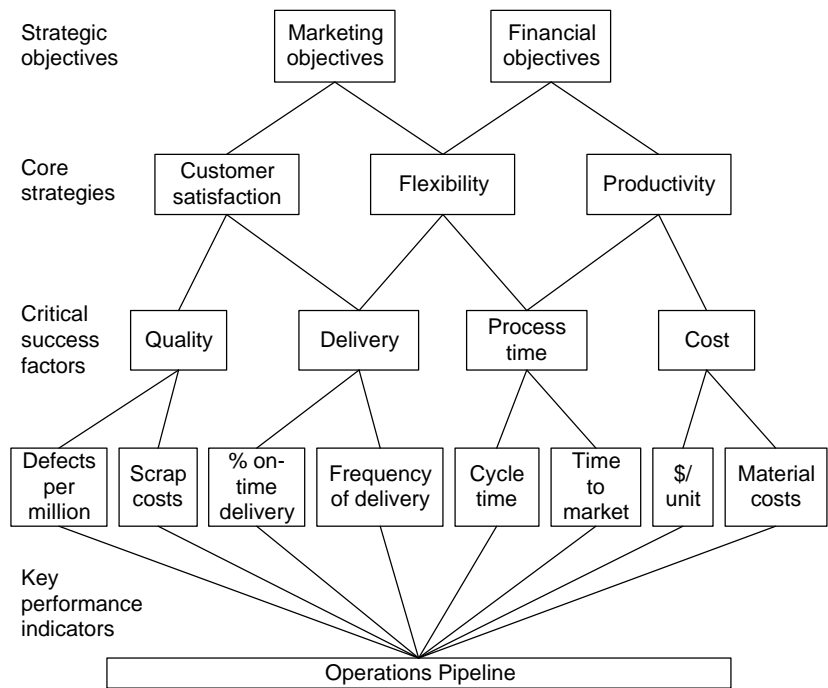 Strategic
objectives
Marketing
objectives
Financial
objectives
Core
strategies
Customer
satisfaction
Flexibility
Productivity
Critical
success
factors
Quality
Delivery
Process
time
Cost
Defects
per
million
Scrap
costs
% on-
time
delivery
Frequency
of delivery
Cycle
time
Time
to
market
$/
unit
Material
costs
Key
performance
indicators
Operations Pipeline